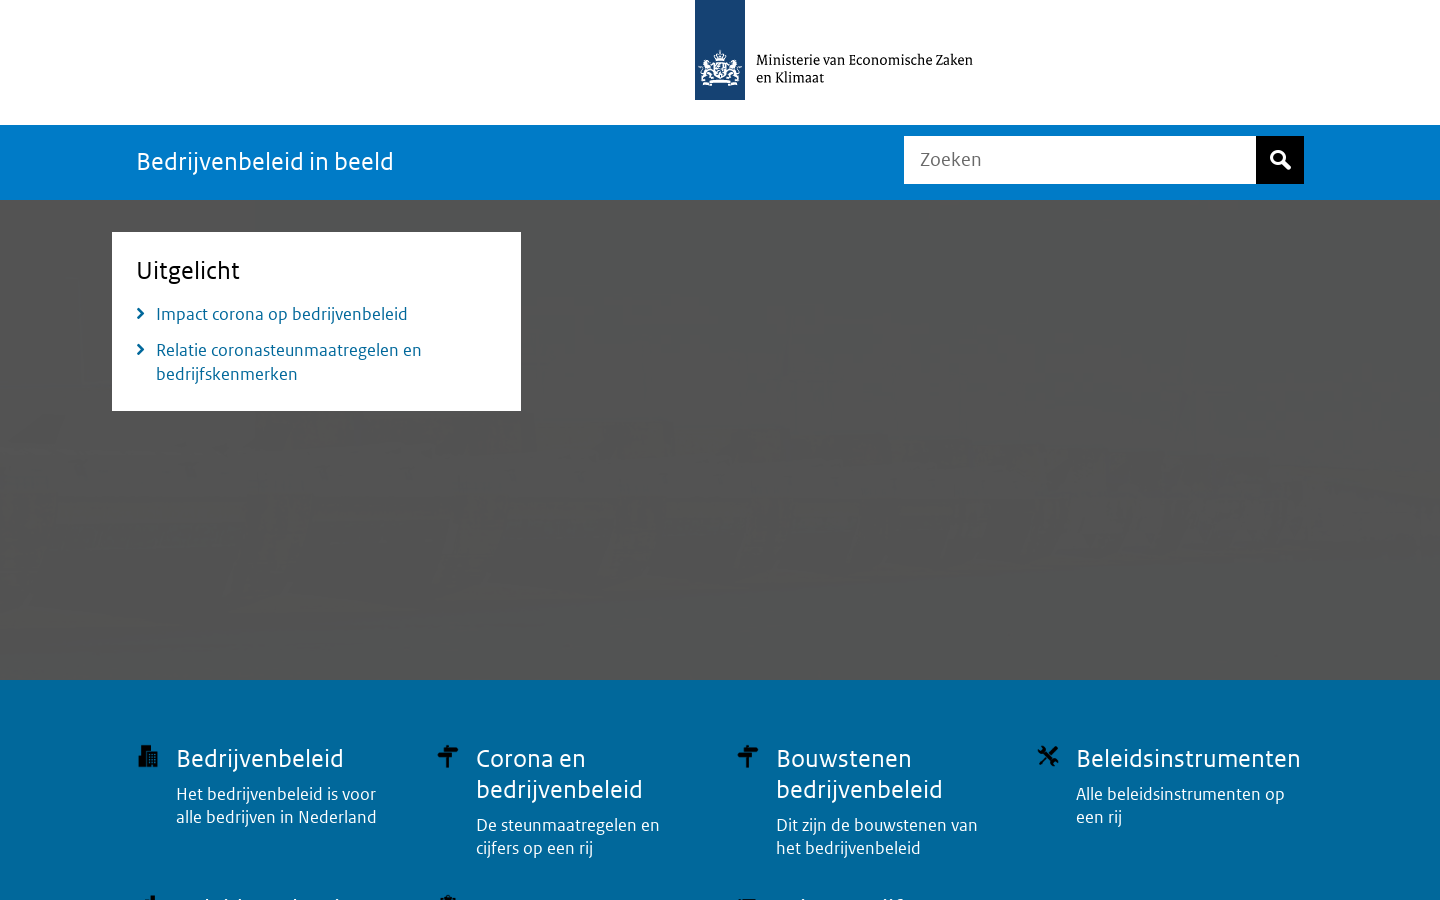 Ministerie van Economische Zaken
en Klimaat
Bedrijvenbeleid in beeld
Zoeken
Uitgelicht
Impact corona op bedrijvenbeleid
Relatie coronasteunmaatregelen en
bedrijfskenmerken
Bedrijvenbeleid
Het bedrijvenbeleid is voor
alle bedrijven in Nederland
Corona en
bedrijvenbeleid
De steunmaatregelen en
cijfers op een rij
Bouwstenen
bedrijvenbeleid
Dit zijn de bouwstenen van
het bedrijvenbeleid
Beleidsinstrumenten
Alle beleidsinstrumenten op
een rij